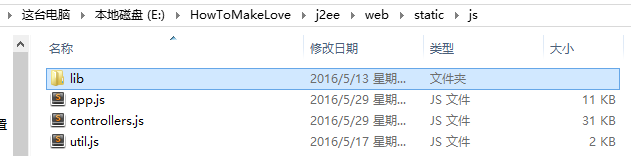 这台电脑 › 本地磁盘 (E:) › HowToMakeLove › j2ee › web › static › js
名称 修改日期 类型 大小
lib 2016/5/13 星期... 文件夹
app.js 2016/5/29 星期... JS 文件 11 KB
controllers.js 2016/5/29 星期... JS 文件 31 KB
置
util.js 2016/5/17 星期... JS 文件 2 KB